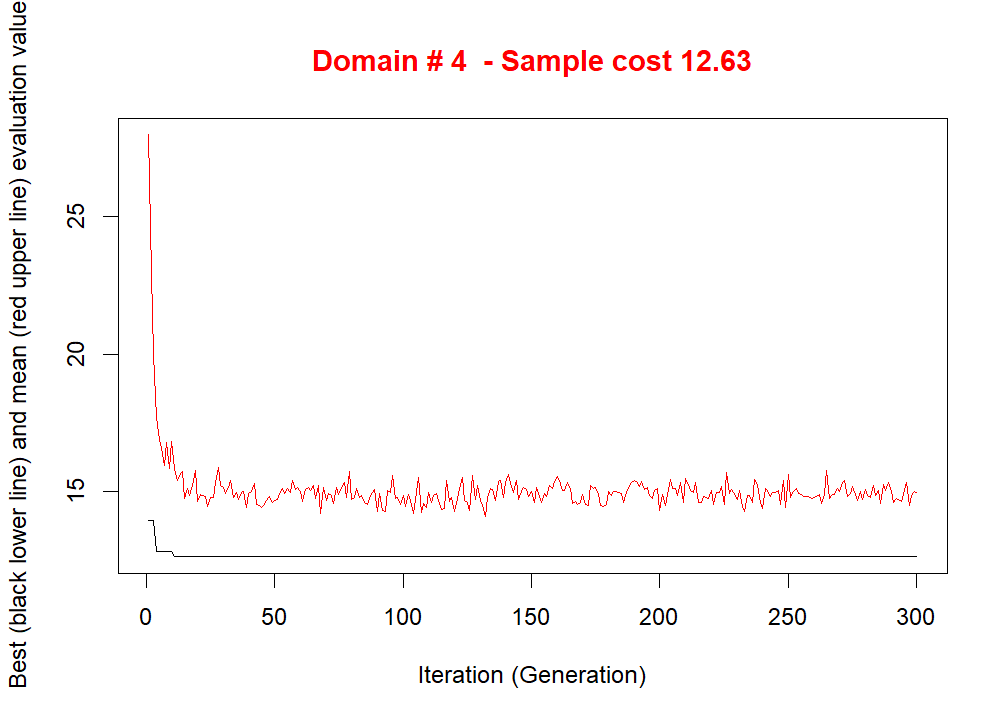 Domain # 4  - Sample cost 12.63
Best (black lower line) and mean (red upper line) evaluation value
25
20
15
0 50 100 150 200 250 300
Iteration (Generation)